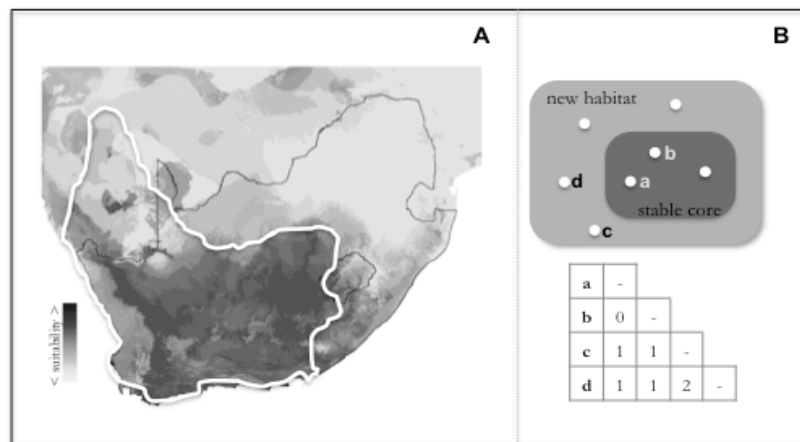 A
< suitability >
B
new habitat
b
d
a
stable core
c
a -
b 0 -
c 1 1 -
d 1 1 2 -